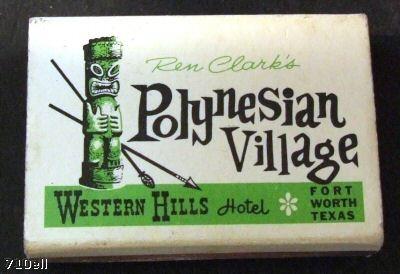 Ren Clark's
Polynesian
Village
Western Hills Hotel
FORT
WORTH
TEXAS
710ell